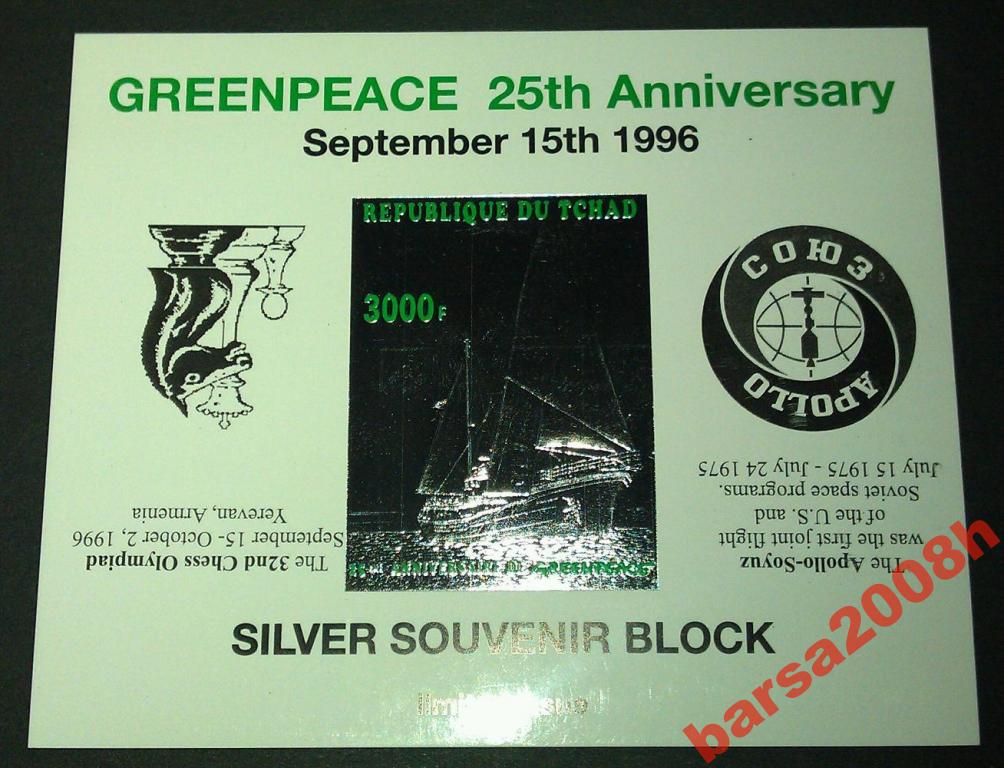 GREENPEACE 25th Anniversary
September 15th 1996
REPUBLIQUE DU TCHAD
3000F
СОЮЗ
APOLLO
The 32nd Chess Olympiad
September 15- October 2, 1996
Yerevan, Armenia
The Apollo-Soyuz
was the first joint flight
of the U.S. and
Soviet space programs.
July 15 1975 - July 24 1975
GREENPEACE
SILVER SOUVENIR BLOCK
barsa2008h